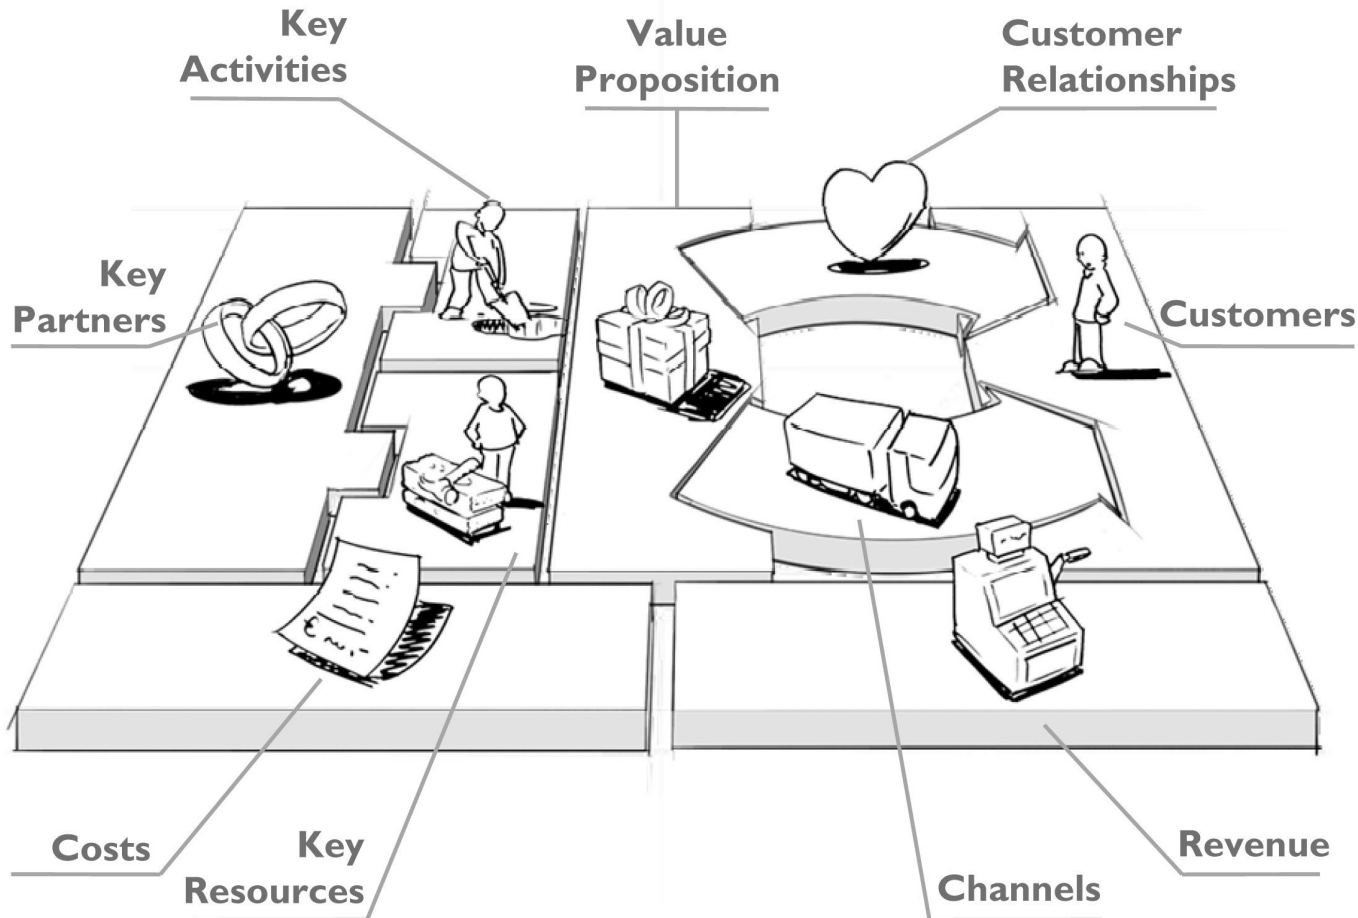 Key
Activities
Value
Proposition
Customer
Relationships
Key
Partners
Customers
€
Costs
Key
Resources
Channels
Revenue